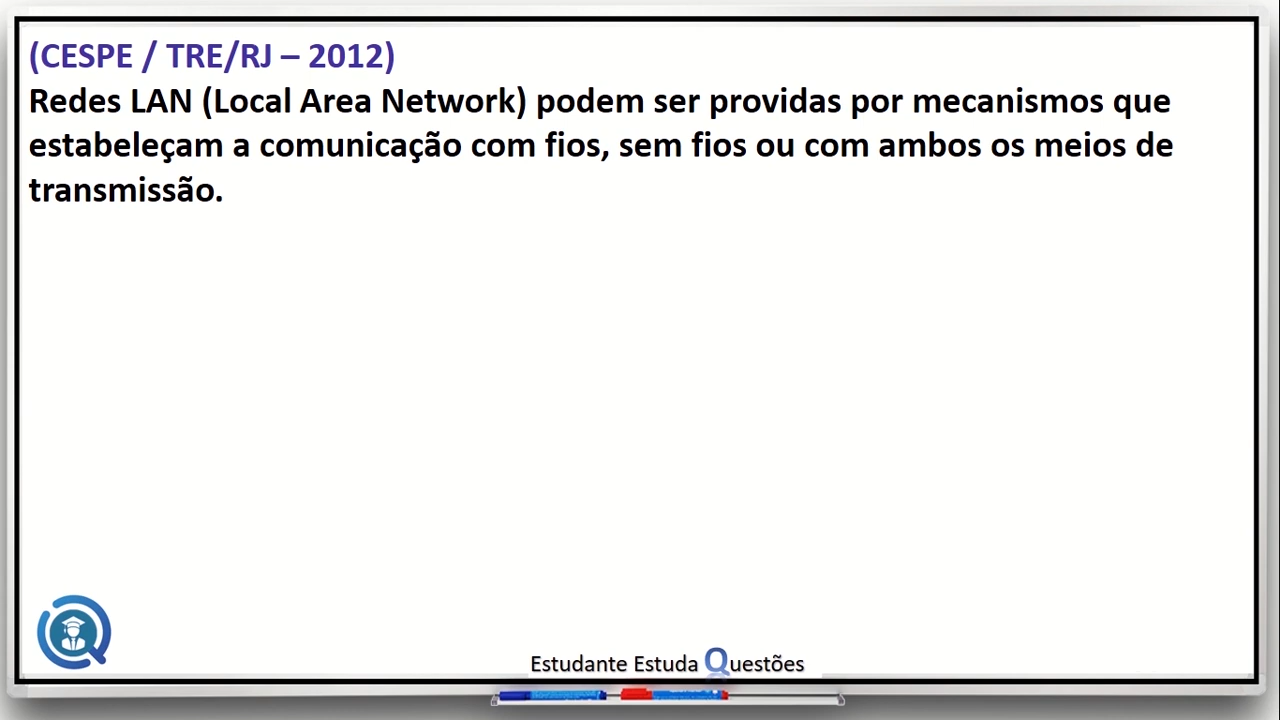 (CESPE / TRE/RJ – 2012)
Redes LAN (Local Area Network) podem ser providas por mecanismos que
estabeleçam a comunicação com fios, sem fios ou com ambos os meios de
transmissão.
Estudante Estuda Questões